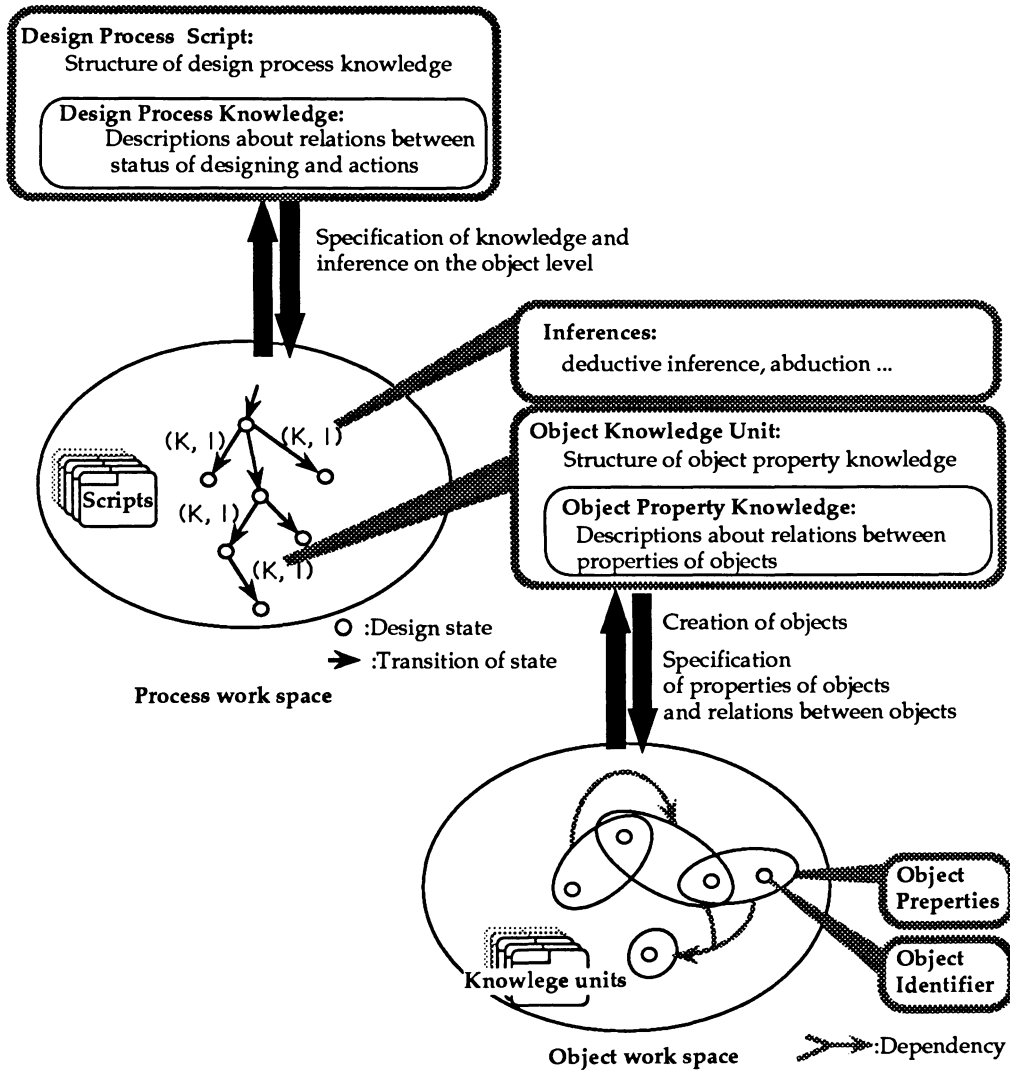 Design Process Script:
Structure of design process knowledge
Design Process Knowledge:
Descriptions about relations between
status of designing and actions
Specification of knowledge and
inference on the object level
Inferences:
deductive inference, abduction ...
(K, I)
(K, I)
Object Knowledge Unit:
Structure of object property knowledge
Scripts
(K, I)
Object Property Knowledge:
Descriptions about relations between
properties of objects
(K, I)
:Design state
:Transition of state
Process work space
Creation of objects
Specification
of properties of objects
and relations between objects
Object
Preperties
Object
Identifier
Knowlege units
:Dependency
Object work space